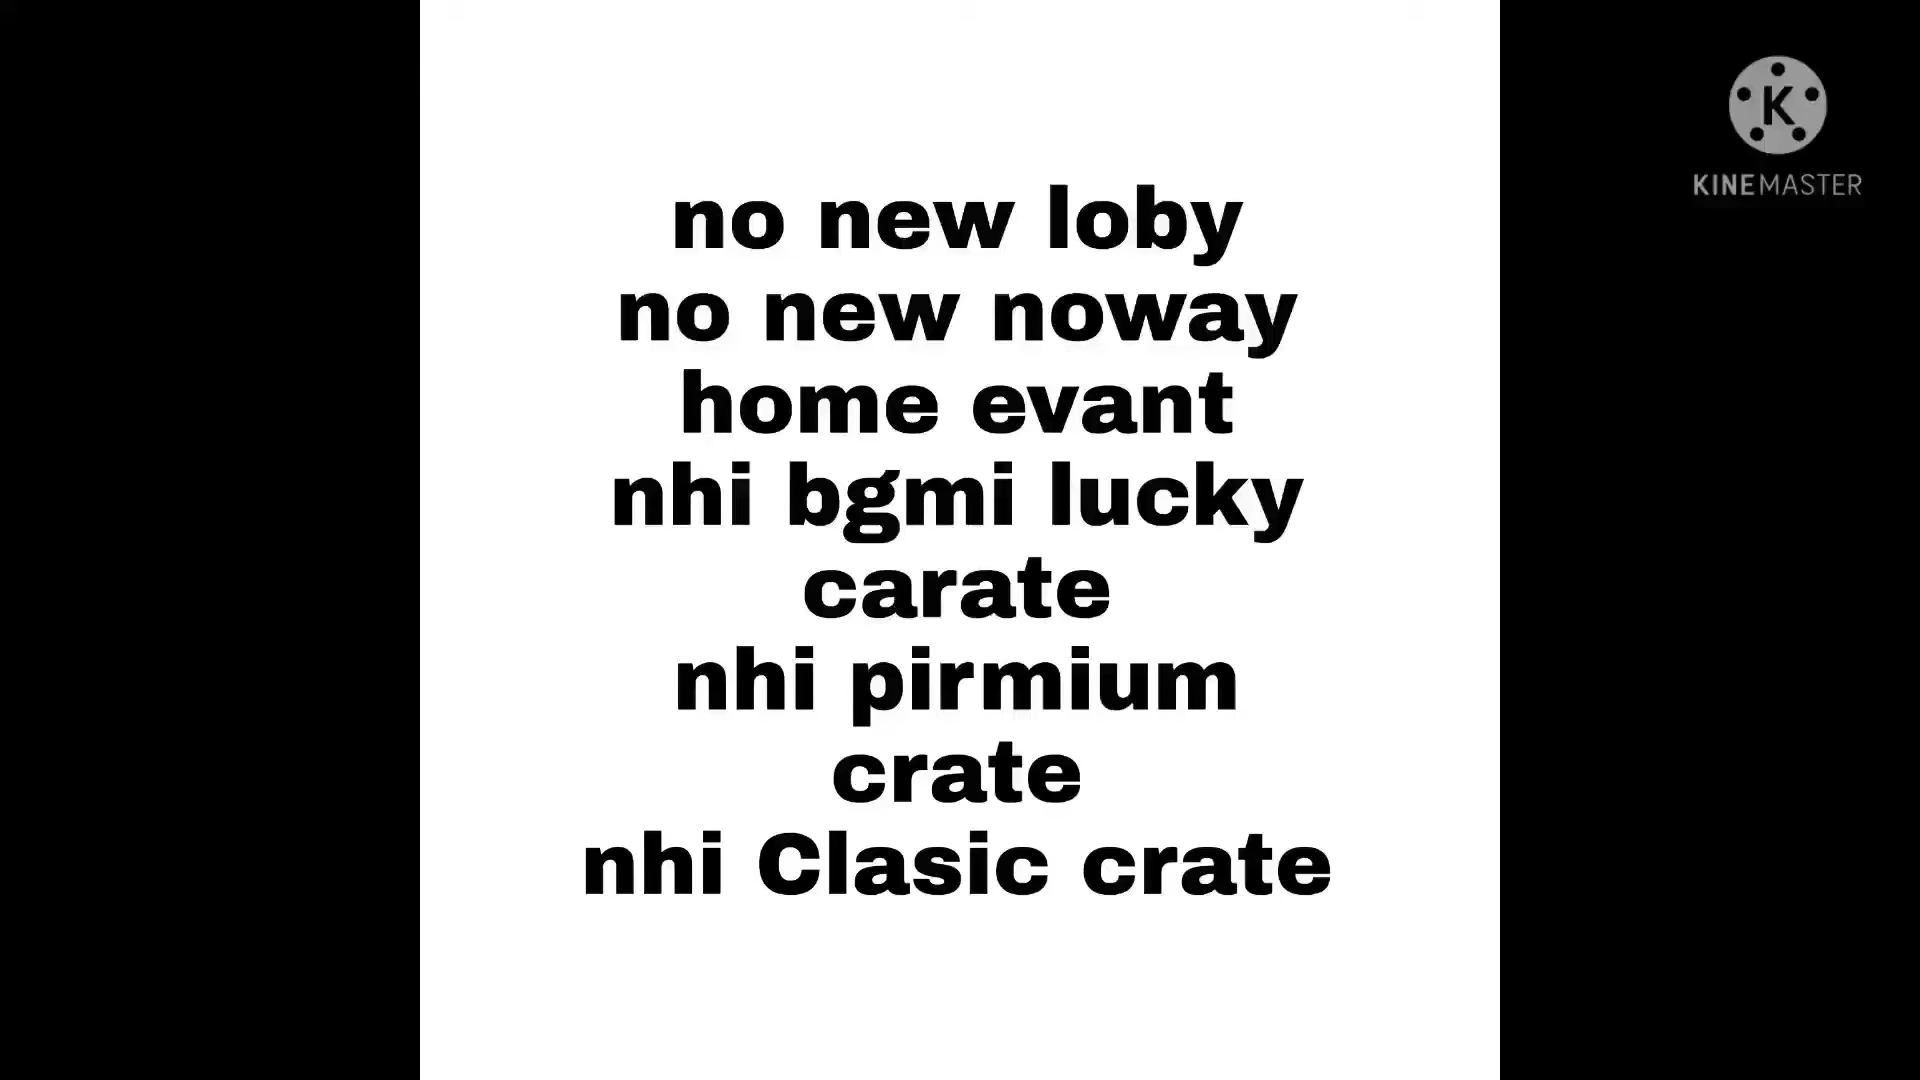 no new loby
no new noway
home evant
nhi bgmi lucky
carate
nhi pirmium
crate
nhi Clasic crate
K
KINEMASTER